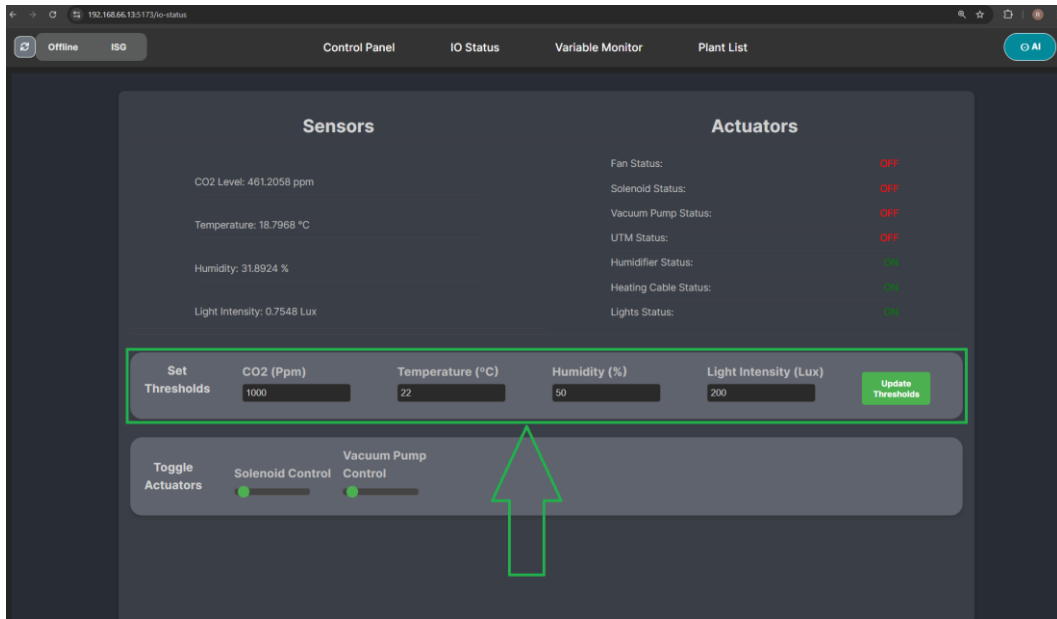 192.168.66.13:5173/io-status
Offline ISG Control Panel IO Status Variable Monitor Plant List AI
Sensors
CO2 Level: 461.2058 ppm
Temperature: 18.7968 °C
Humidity: 31.8924 %
Light Intensity: 0.7548 Lux
Actuators
Fan Status: OFF
Solenoid Status: OFF
Vacuum Pump Status: OFF
UTM Status: OFF
Humidifier Status: ON
Heating Cable Status: ON
Lights Status: ON
Set
Thresholds
CO2 (Ppm)
1000
Temperature (°C)
22
Humidity (%)
50
Light Intensity (Lux)
200
Update
Thresholds
Toggle
Actuators
Solenoid Control
Vacuum Pump
Control